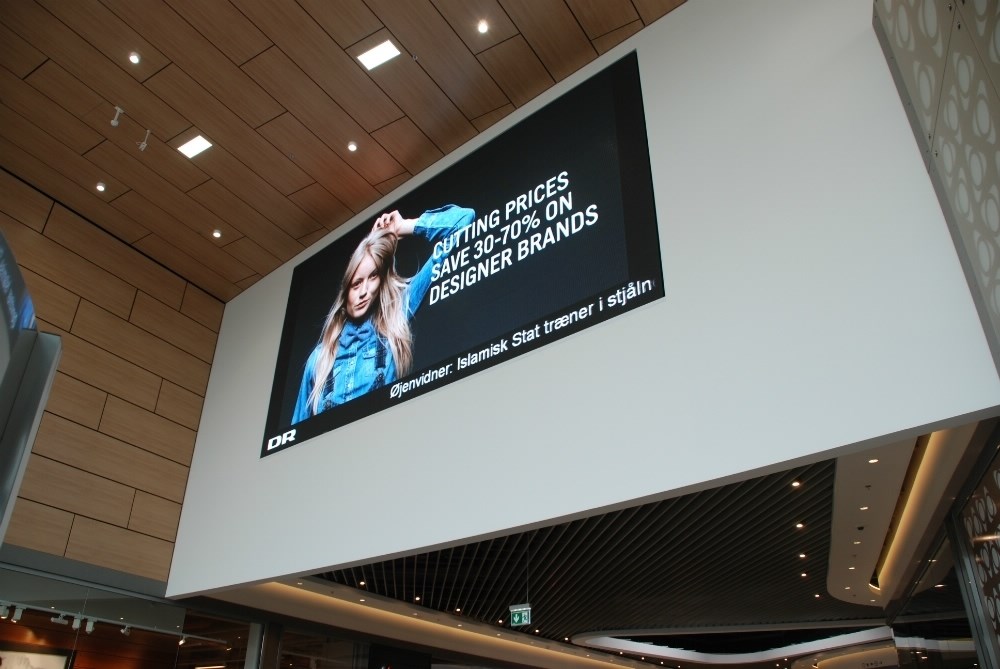 CUTTING PRICES
SAVE 30-70% ON
DESIGNER BRANDS
Øjenvidner: Islamisk Stat træner i stjåln
DR